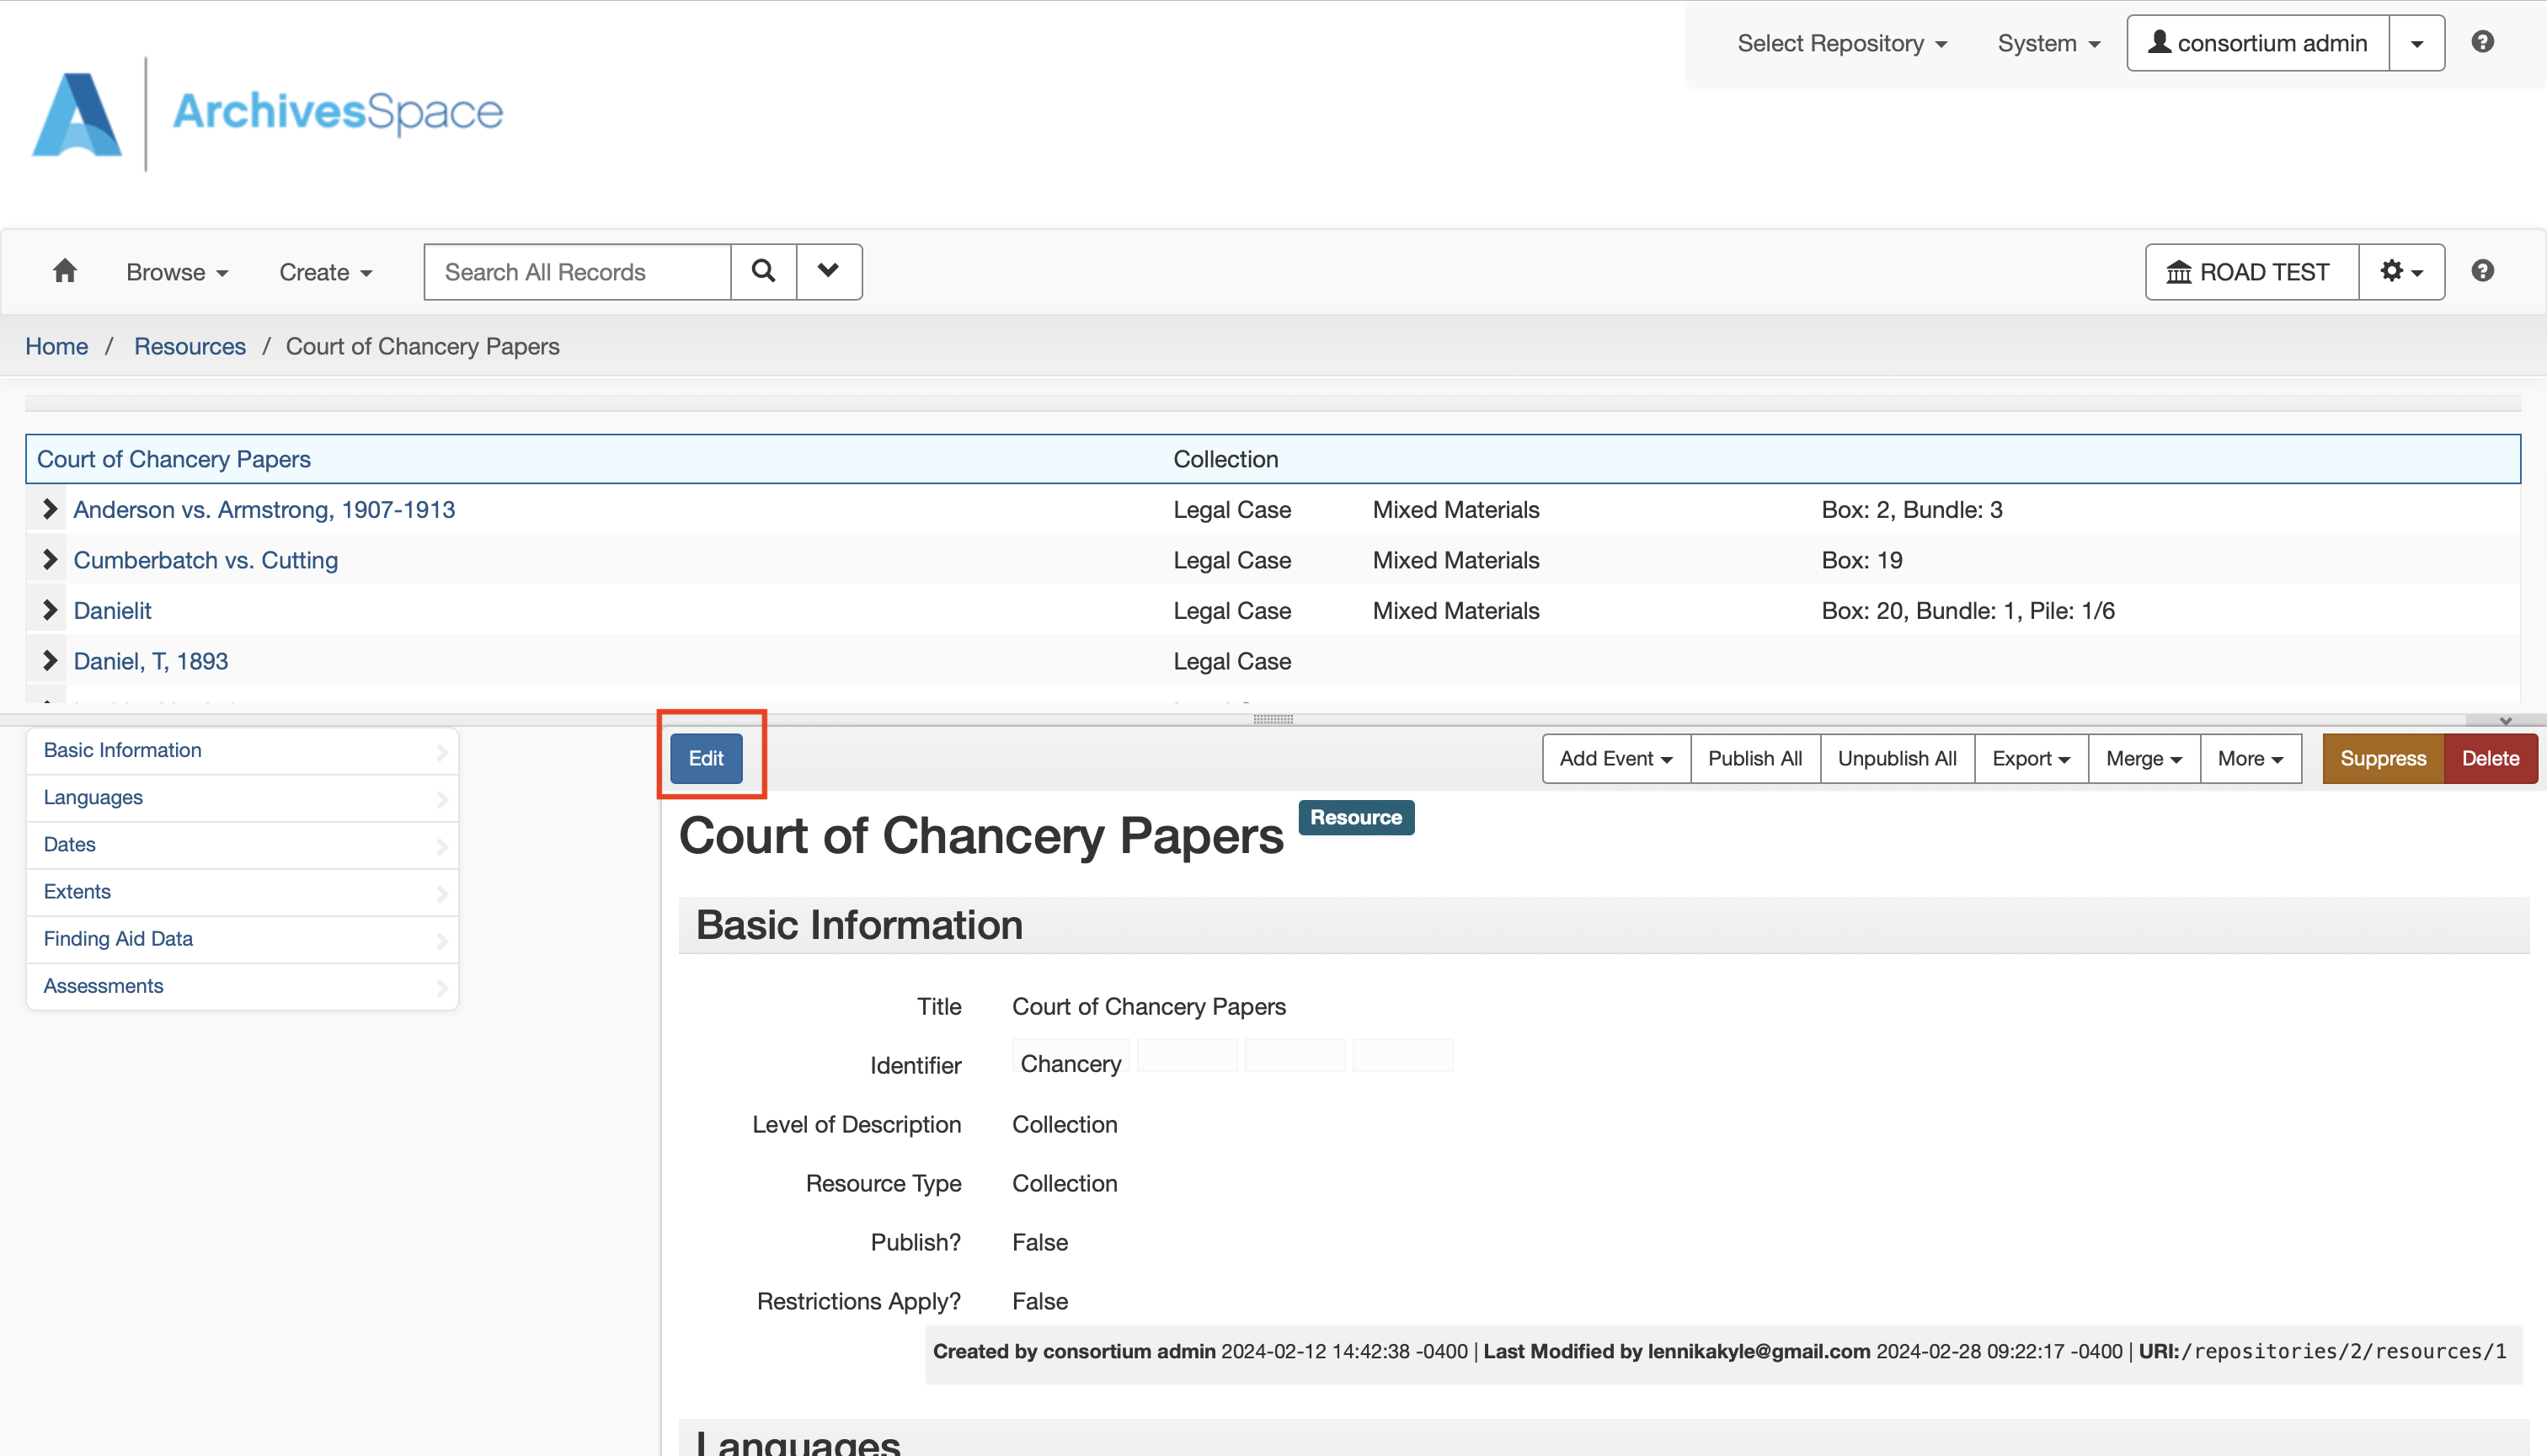 Select Repository System consortium admin
ArchivesSpace
Browse Create Search All Records ROAD TEST
Home / Resources / Court of Chancery Papers
Court of Chancery Papers Collection
Anderson vs. Armstrong, 1907-1913 Legal Case Mixed Materials Box: 2, Bundle: 3
Cumberbatch vs. Cutting Legal Case Mixed Materials Box: 19
Danielit Legal Case Mixed Materials Box: 20, Bundle: 1, Pile: 1/6
Daniel, T, 1893 Legal Case
Basic Information
Languages
Dates
Extents
Finding Aid Data
Assessments
Edit Add Event Publish All Unpublish All Export Merge More Suppress Delete
Court of Chancery Papers Resource
Basic Information
Title Court of Chancery Papers
Identifier Chancery
Level of Description Collection
Resource Type Collection
Publish? False
Restrictions Apply? False
Created by consortium admin 2024-02-12 14:42:38 -0400 | Last Modified by lennikakyle@gmail.com 2024-02-28 09:22:17 -0400 | URI:/repositories/2/resources/1
Languages